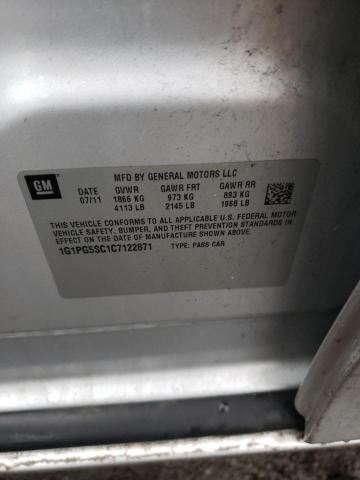 GM
MFD BY GENERAL MOTORS LLC
DATE GVWR GAWR FRT GAWR RR
07/11 1866 KG 973 KG 893 KG
4113 LB 2145 LB 1968 LB
THIS VEHICLE CONFORMS TO ALL APPLICABLE U.S. FEDERAL MOTOR
VEHICLE SAFETY, BUMPER, AND THEFT PREVENTION STANDARDS IN
EFFECT ON THE DATE OF MANUFACTURE SHOWN ABOVE.
1G1PG5SC1C7122871 TYPE: PASS CAR